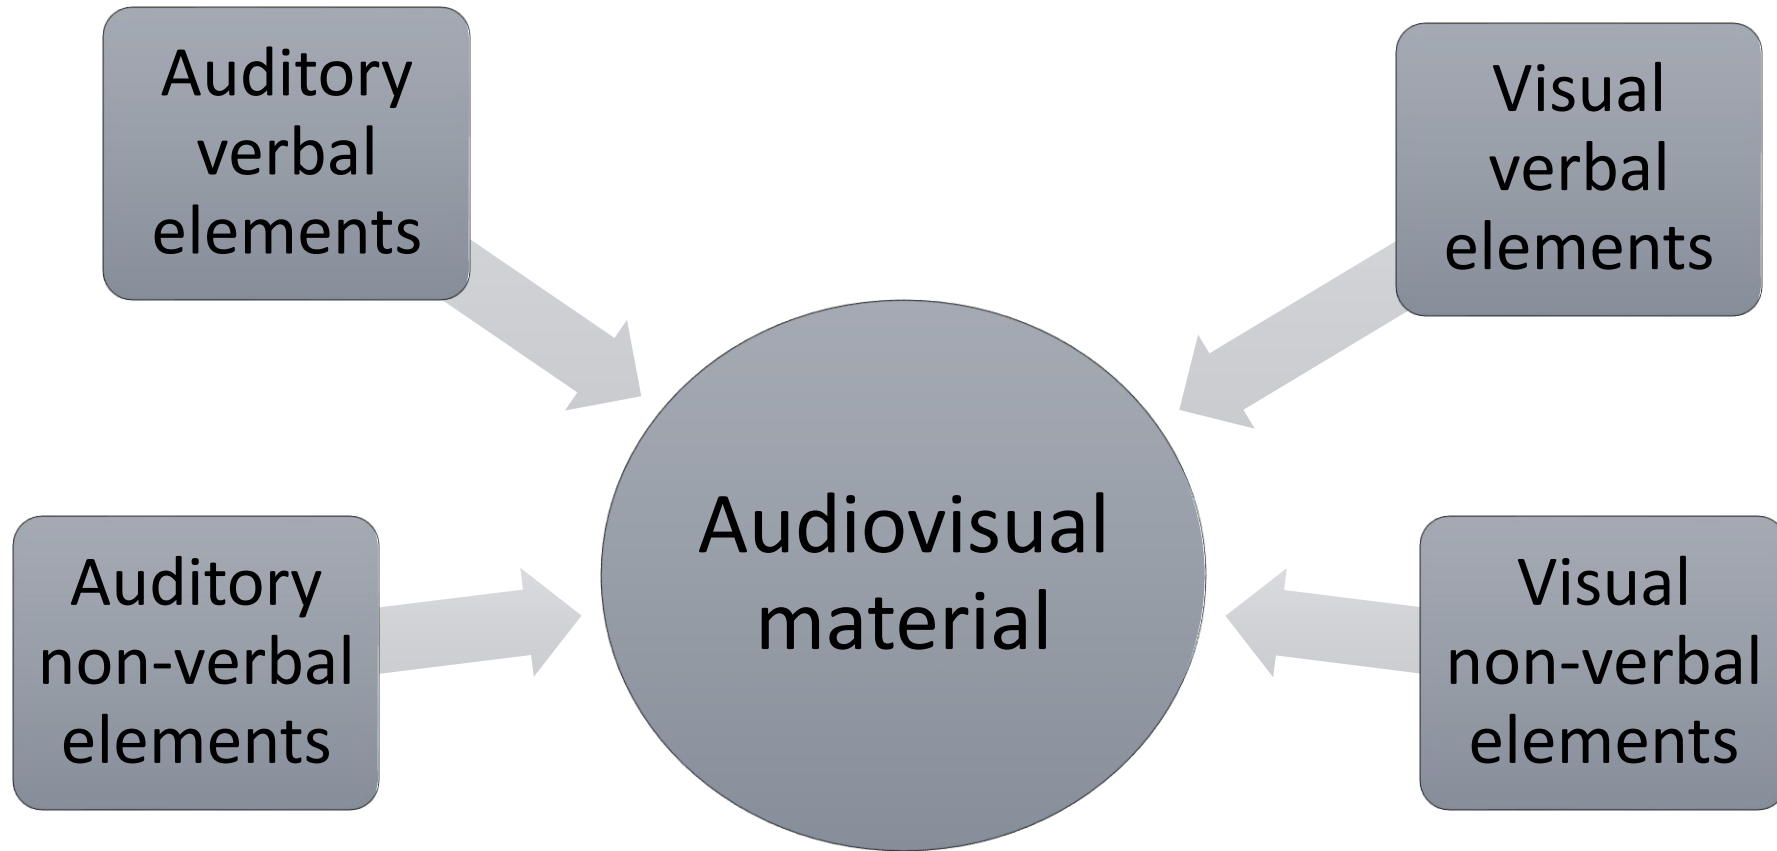 Auditory
verbal
elements
Visual
verbal
elements
Audiovisual
material
Auditory
non-verbal
elements
Visual
non-verbal
elements